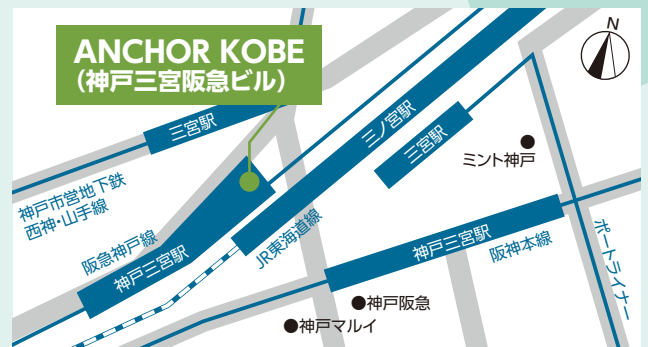 ANCHOR KOBE
(神戸三宮阪急ビル)
N
三宮駅
三ノ宮駅
三宮駅
ミント神戸
神戸市営地下鉄
西神・山手線
阪急神戸線
神戸三宮駅
JR東海道線
神戸三宮駅
阪神本線
ポートライナー
●神戸阪急
●神戸マルイ